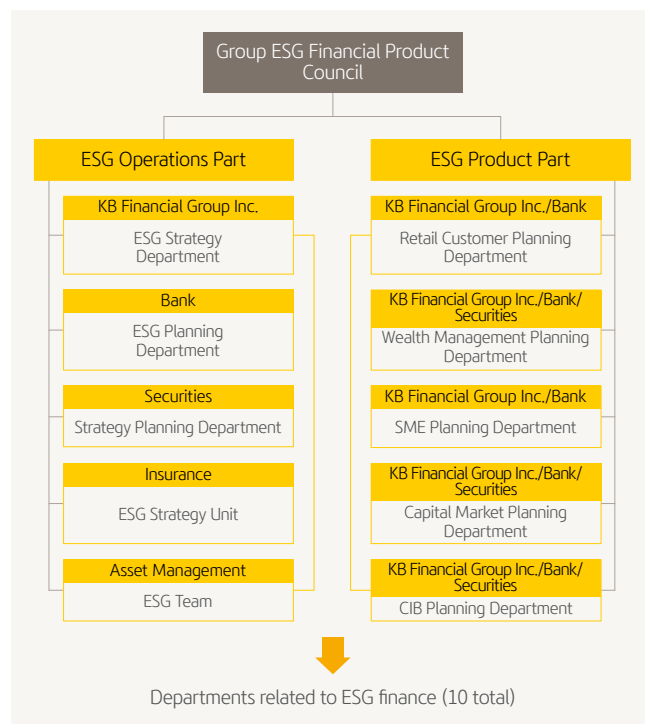 Group ESG Financial Product
Council
ESG Operations Part
KB Financial Group Inc.
ESG Strategy
Department
Bank
ESG Planning
Department
Securities
Strategy Planning Department
Insurance
ESG Strategy Unit
Asset Management
ESG Team
ESG Product Part
KB Financial Group Inc./Bank
Retail Customer Planning
Department
KB Financial Group Inc./Bank/
Securities
Wealth Management Planning
Department
KB Financial Group Inc./Bank
SME Planning Department
KB Financial Group Inc./Bank/
Securities
Capital Market Planning
Department
KB Financial Group Inc./Bank/
Securities
CIB Planning Department
Departments related to ESG finance (10 total)